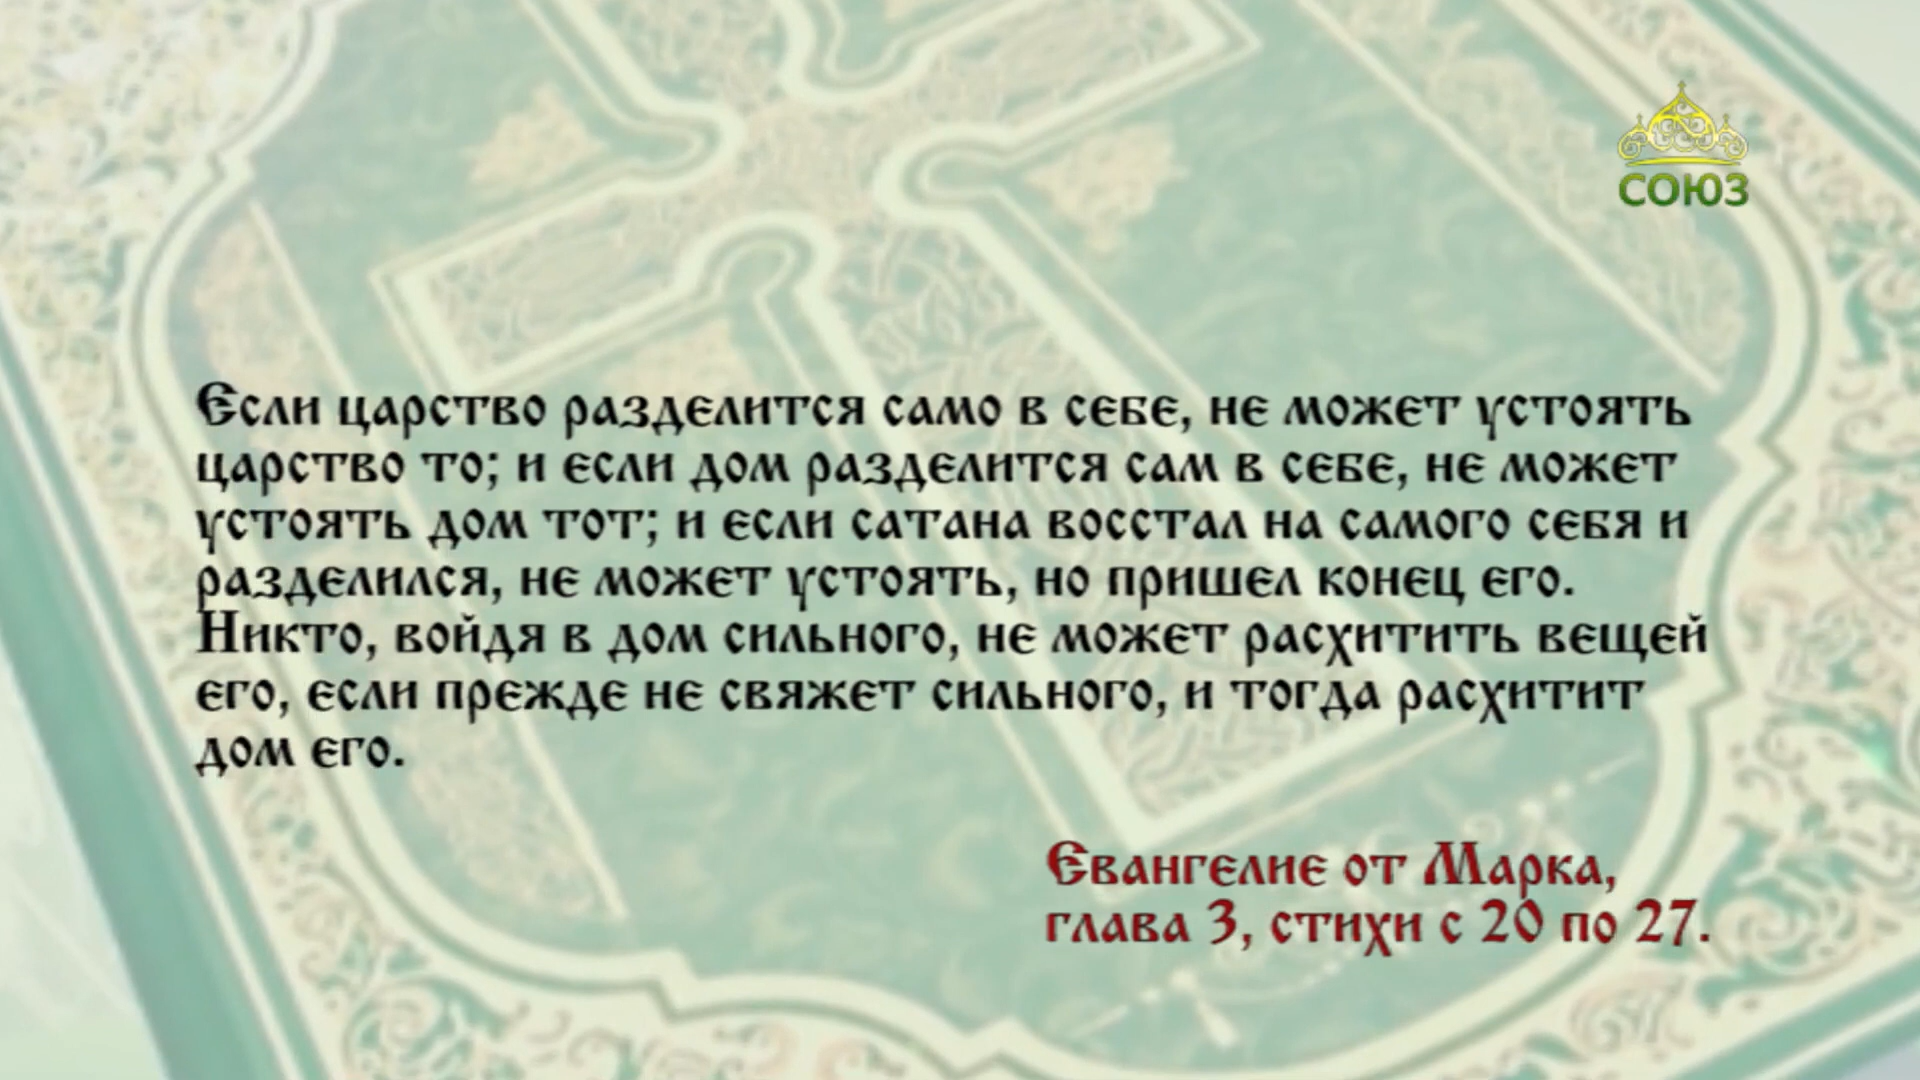 СОЮЗ
Если царство разделится само в себе, не может устоять
царство то; и если дом разделится сам в себе, не может
устоять дом тот; и если сатана восстал на самого себя и
разделился, не может устоять, но пришел конец его.
Никто, войдя в дом сильного, не может расхитить вещей
его, если прежде не свяжет сильного, и тогда расхитит
дом его.
Евангелие от Марка,
глава 3, стихи с 20 по 27.